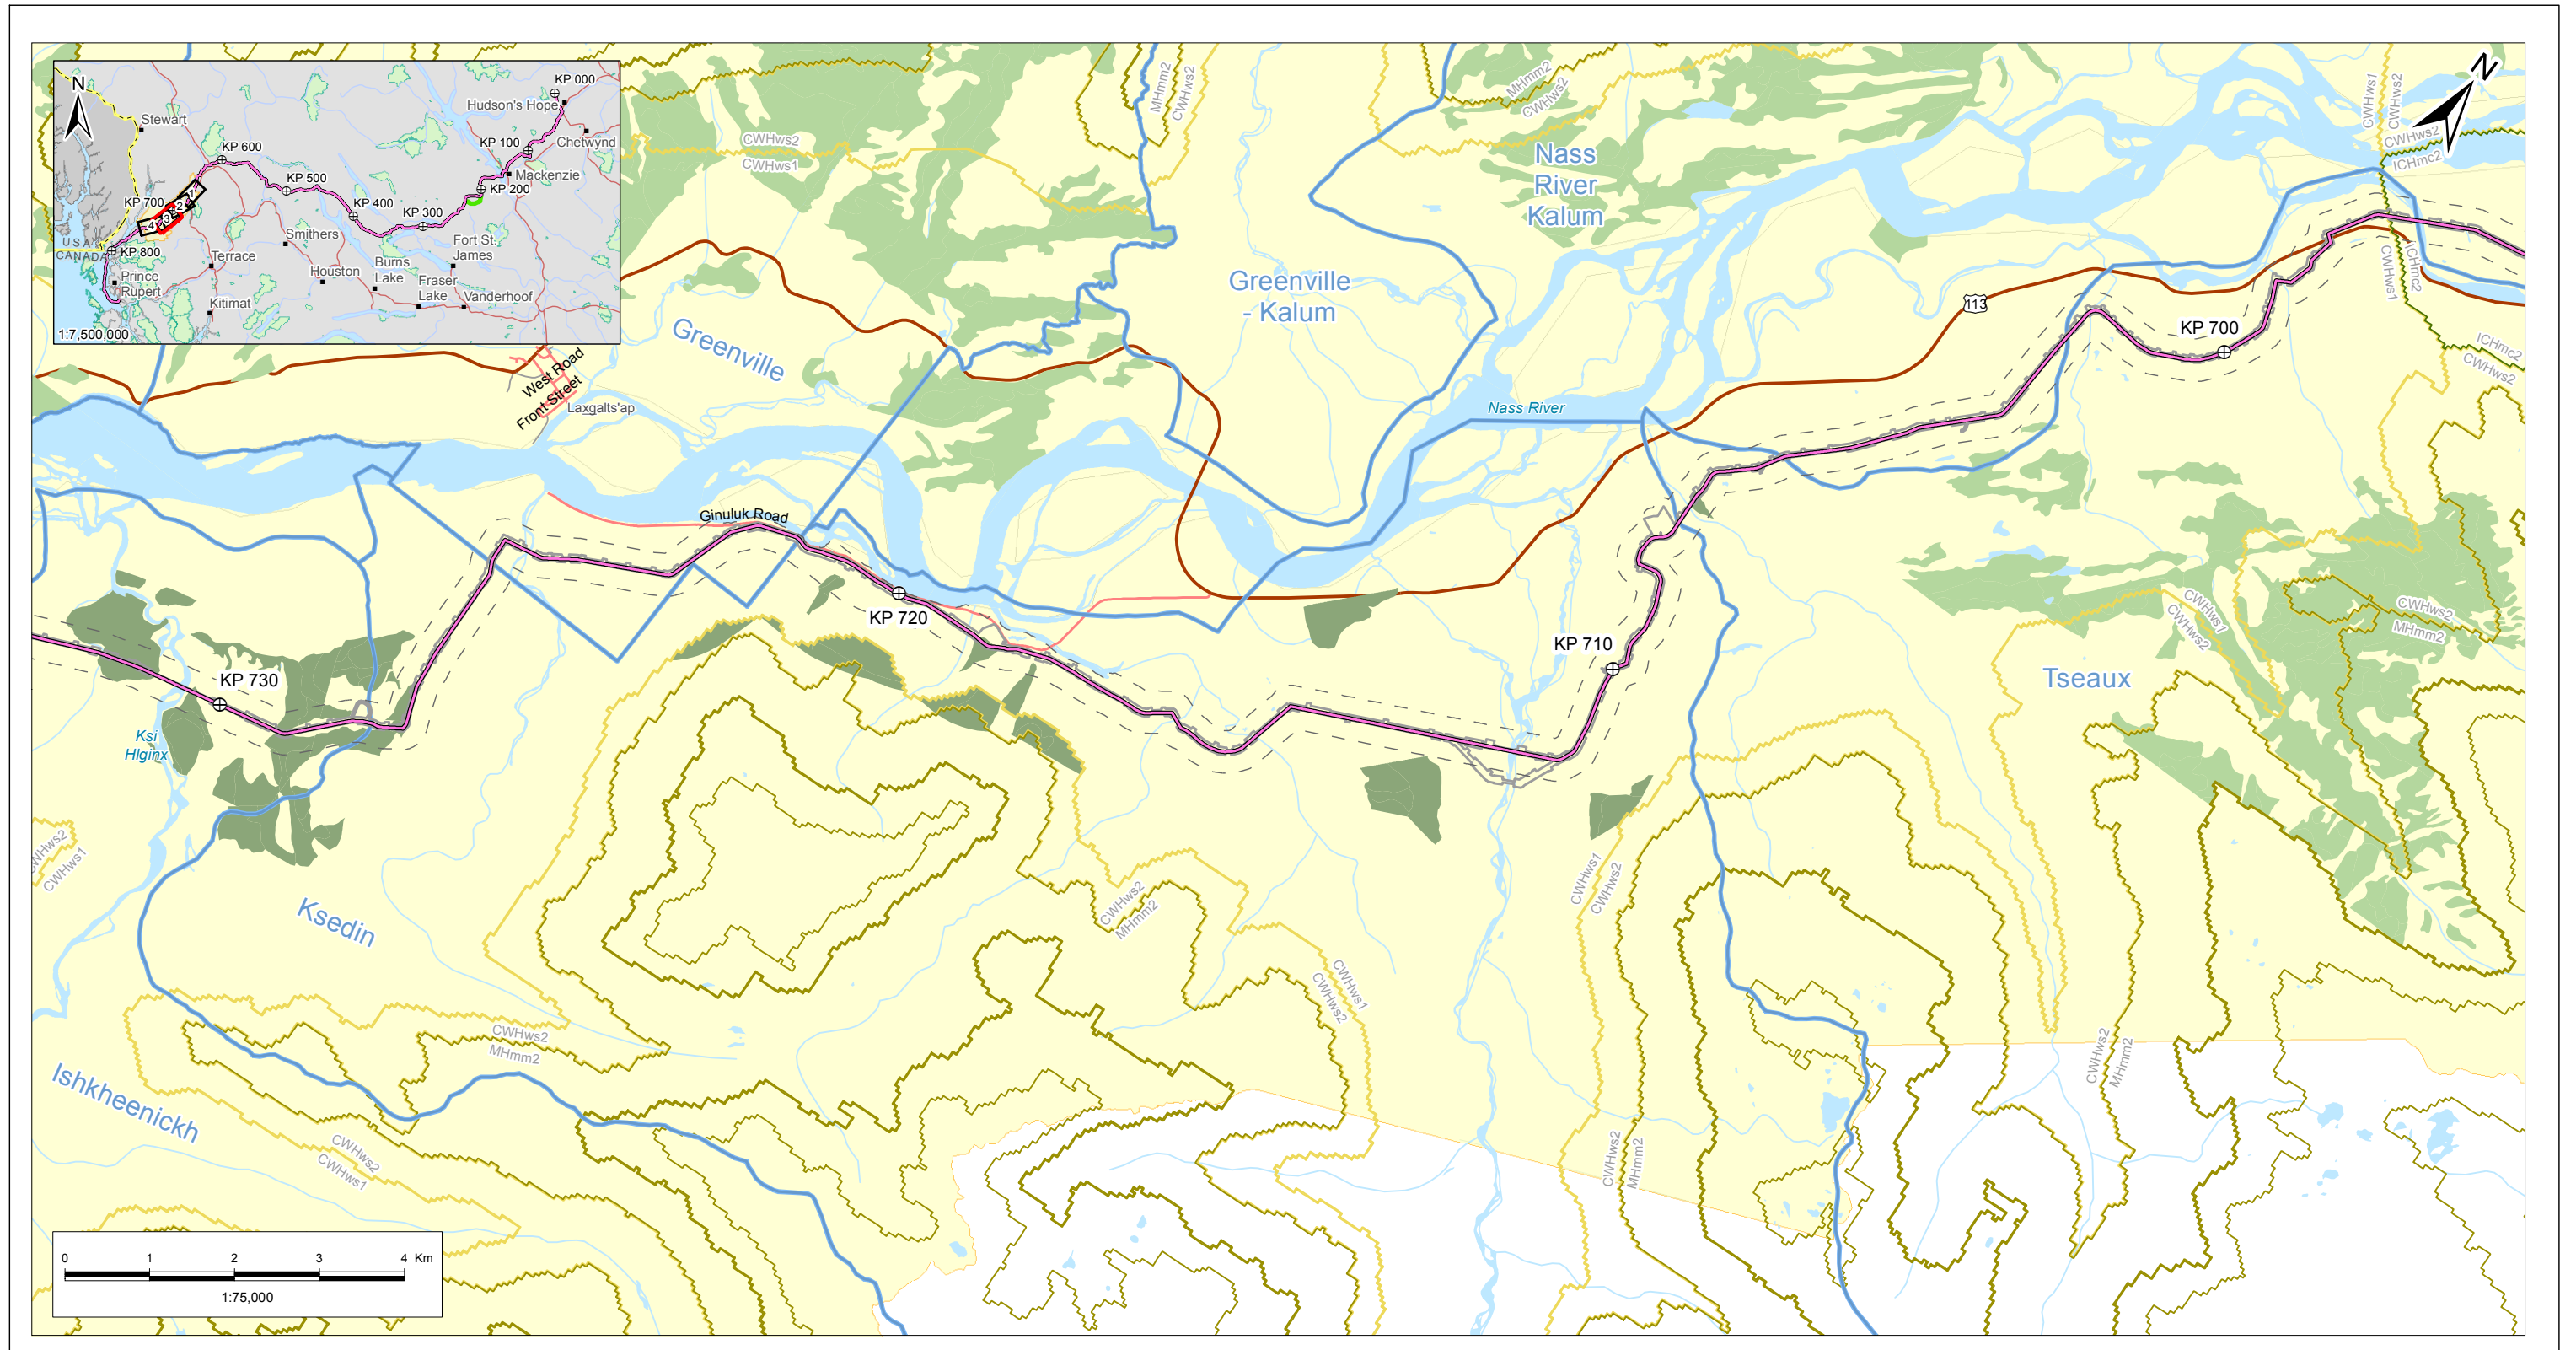 N
KP 000
Hudson's Hope
Stewart
KP 600
KP 100
Chetwynd
KP 500
Mackenzie
KP 200
KP 700
KP 400
KP 300
Smithers
Fort St.
James
USA
CANADA
KP 800
Terrace
Houston
Burns
Lake
Fraser
Lake
Vanderhoof
Prince
Rupert
Kitimat
1:7,500,000
1
2
3
4
N
MHmm2
CWHws2
CWHws2
CWHws1
MHmm2
CWHws2
CWHws1
CWHws2
CWHws2
ICHmc2
Nass
River
Kalum
Greenville
- Kalum
Greenville
113
KP 700
CWHws1
ICHmc2
ICHmc2
CWHws2
West Road
Front Street
Laxgalts'ap
Nass River
Ginuluk Road
KP 720
KP 710
KP 730
Ksi
Hlginx
Tseaux
CWHws1
CWHws2
CWHws2
MHmm2
CWHws2
CWHws1
CWHws1
CWHws2
CWHws2
MHmm2
Ksedin
CWHws1
CWHws2
CWHws2
MHmm2
CWHws2
MHmm2
Ishkheenickh
CWHws2
CWHws1
CWHws2
MHmm2
0 1 2 3 4 Km
1:75,000